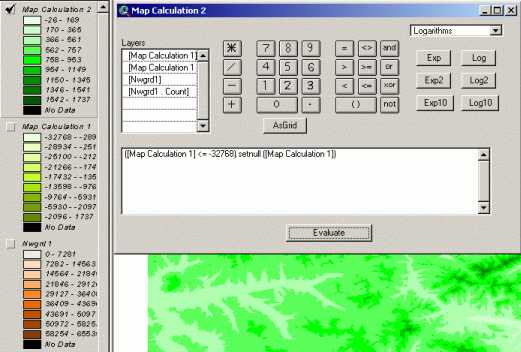 Map Calculation 2
-26 - 169
170 - 365
366 - 561
562 - 757
758 - 953
954 - 1149
1150 - 1345
1346 - 1541
1542 - 1737
No Data
Map Calculation 1
-32768 - -289
-28934 - -251
-25100 - -212
-21266 - -174
-17432 - -135
-13598 - -976
-9764 - -5931
-5930 - -2097
-2096 - 1737
No Data
Nwgrd1
0 - 7281
7282 - 14563
14564 - 2184
21846 - 2912
29127 - 3640
36409 - 4369
43691 - 5097
50972 - 5825
58254 - 6553
No Data
Map Calculation 2
Logarithms
Layers
[Map Calculation 1]
[Map Calculation 1
[Nwgrd1]
[Nwgrd1 . Count]
* 7 8 9 = <> and
/ 4 5 6 > >= or
- 1 2 3 < <= xor
+ 0 . ( ) not
AsGrid
Exp Log
Exp2 Log2
Exp10 Log10
([Map Calculation 1] <= -32768) setnull ([Map Calculation 1])
Evaluate